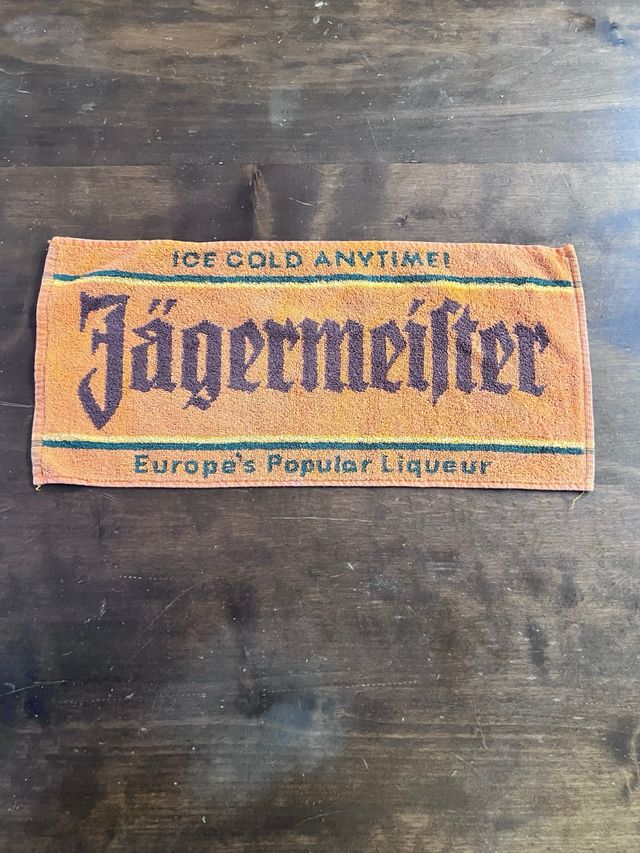 ICE COLD ANYTIME!
Jägermeiſter
Europe's Popular Liqueur